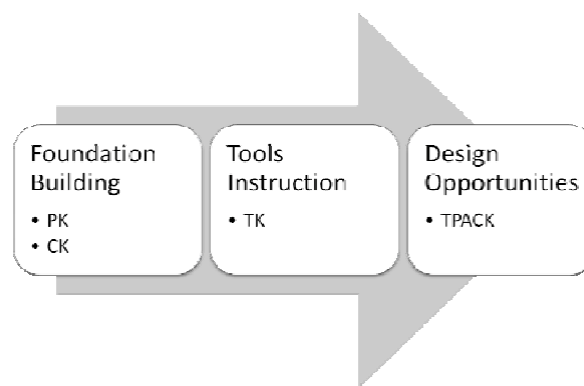 Foundation
Building
• PK
• CK
Tools
Instruction
• TK
Design
Opportunities
• TPACK